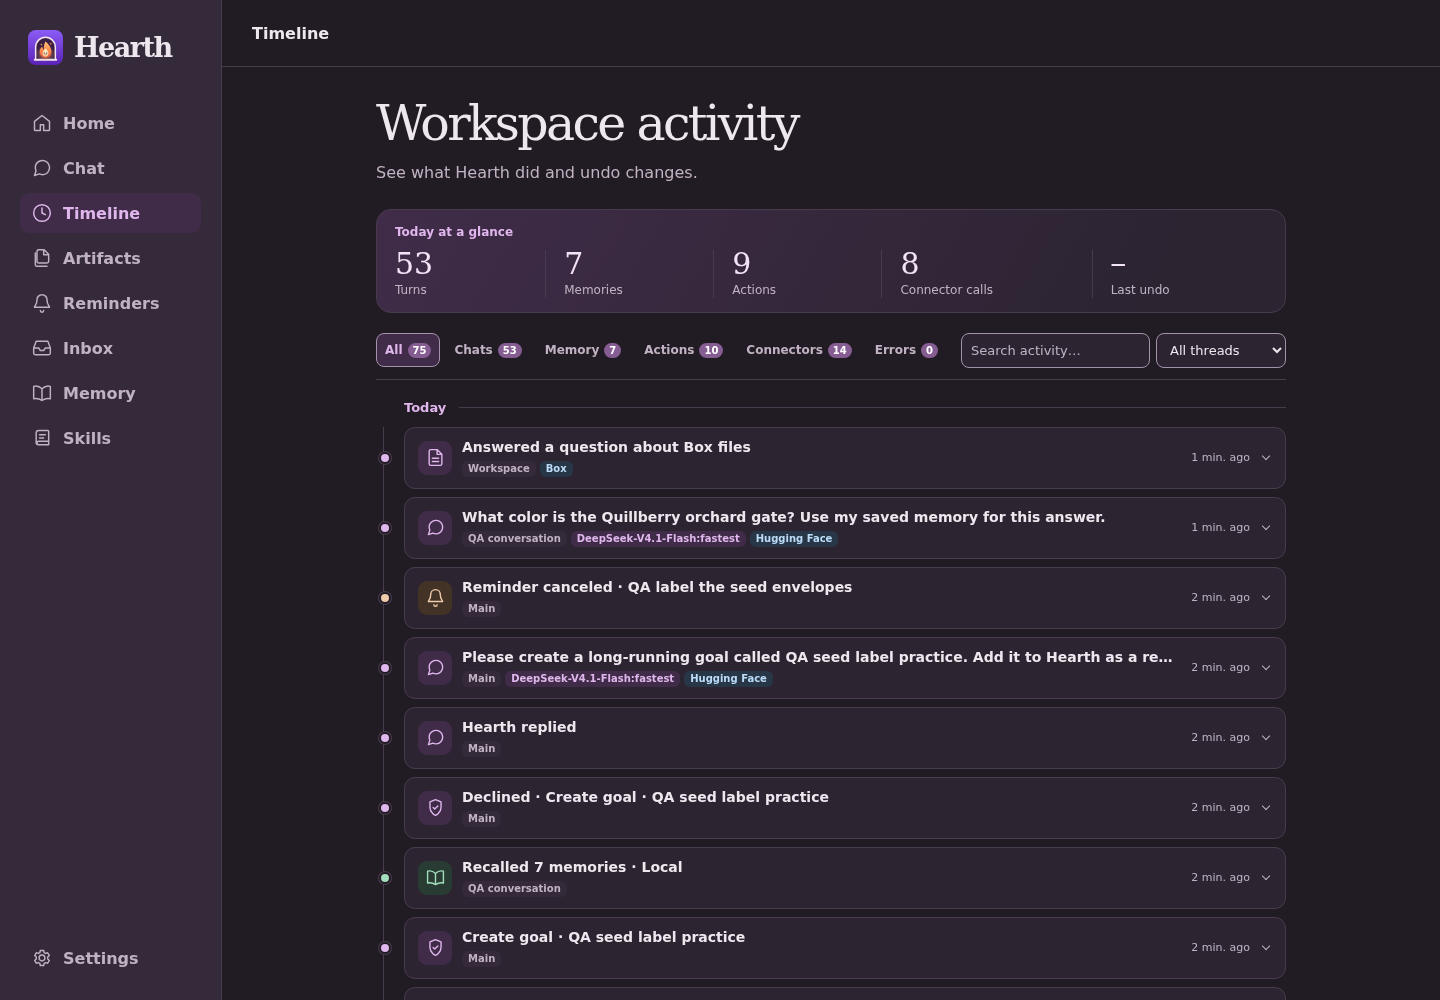 Hearth
Timeline
Home
Chat
Timeline
Artifacts
Reminders
Inbox
Memory
Skills
Settings
Workspace activity
See what Hearth did and undo changes.
Today at a glance
53 7 9 8 –
Turns Memories Actions Connector calls Last undo
All 75 Chats 53 Memory 7 Actions 10 Connectors 14 Errors 0 Search activity... All threads
Today
Answered a question about Box files
Workspace Box
1 min. ago
What color is the Quillberry orchard gate? Use my saved memory for this answer.
QA conversation DeepSeek-V4.1-Flash:fastest Hugging Face
1 min. ago
Reminder canceled · QA label the seed envelopes
Main
2 min. ago
Please create a long-running goal called QA seed label practice. Add it to Hearth as a re...
Main DeepSeek-V4.1-Flash:fastest Hugging Face
2 min. ago
Hearth replied
Main
2 min. ago
Declined · Create goal · QA seed label practice
Main
2 min. ago
Recalled 7 memories · Local
QA conversation
2 min. ago
Create goal · QA seed label practice
Main
2 min. ago